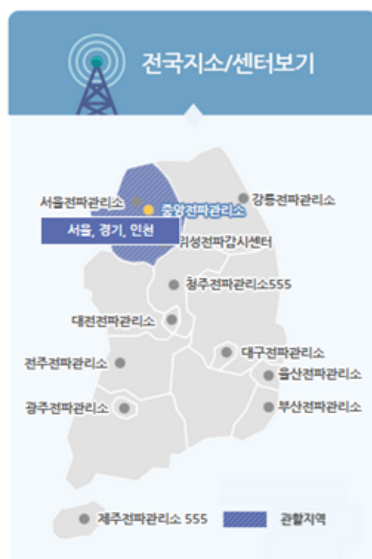 전국지소/센터보기
서울전파관리소
강릉전파관리소
중앙전파관리소
서울, 경기, 인천
위성전파감시센터
청주전파관리소555
대전전파관리소
대구전파관리소
전주전파관리소
울산전파관리소
광주전파관리소
부산전파관리소
제주전파관리소 555
관할지역